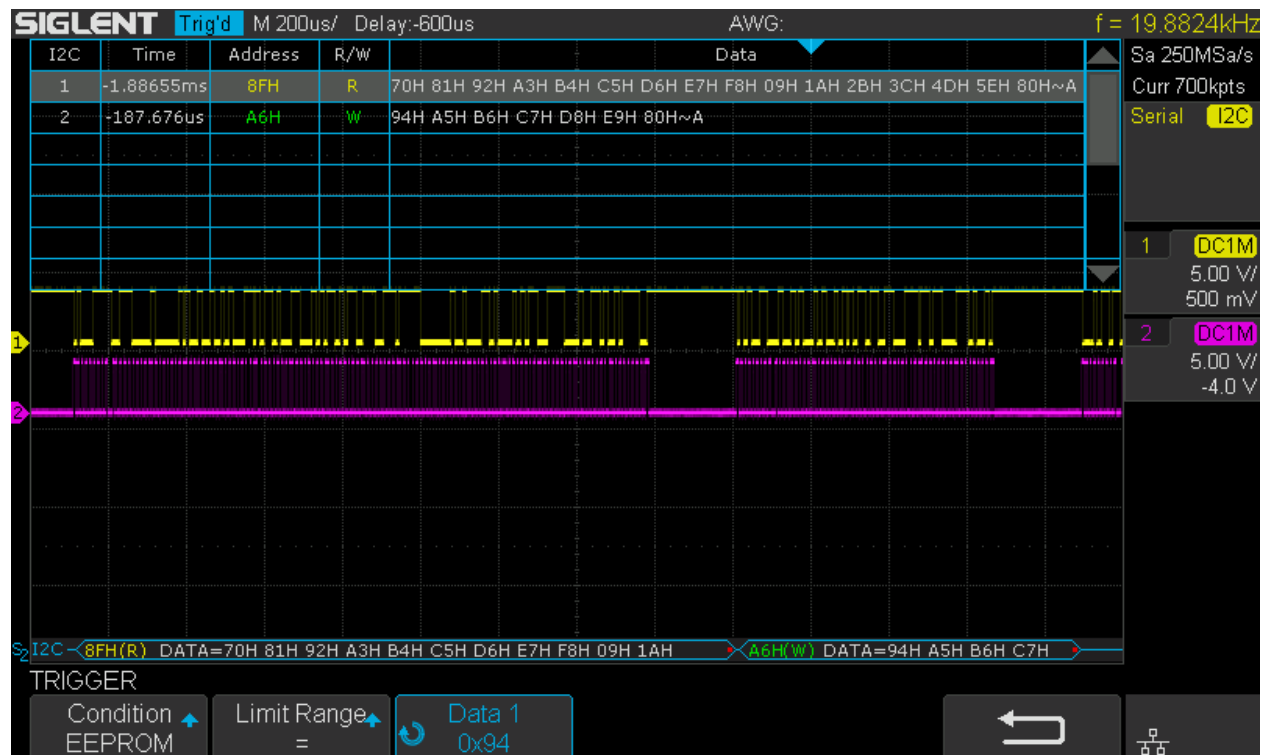 SIGLENT Trig'd M 200us/ Delay:-600us AWG: f = 19.8824kHz
I2C Time Address R/W Data Sa 250MSa/s
1 -1.88655ms 8FH R 70H 81H 92H A3H B4H C5H D6H E7H F8H 09H 1AH 2BH 3CH 4DH 5EH 80H~A Curr 700kpts
2 -187.676us A6H W 94H A5H B6H C7H D8H E9H 80H~A Serial I2C
1 DC1M
5.00 V/
500 mV
2 DC1M
5.00 V/
-4.0 V
1
2
S2 I2C 8FH(R) DATA=70H 81H 92H A3H B4H C5H D6H E7H F8H 09H 1AH A6H(W) DATA=94H A5H B6H C7H
TRIGGER
Condition Limit Range Data 1
EEPROM = 0x94